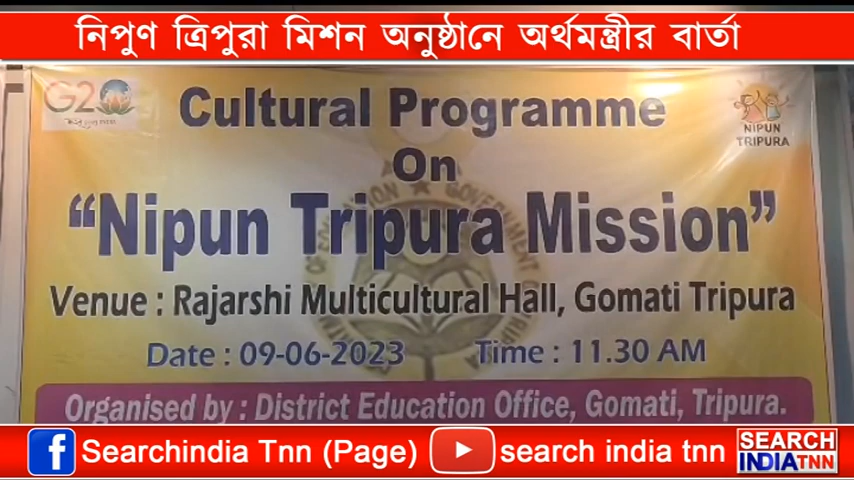 নিপুণ ত্রিপুরা মিশন অনুষ্ঠানে অর্থমন্ত্রীর বার্তা
G20
Cultural Programme
NIPUN
TRIPURA
On
“Nipun Tripura Mission”
Venue : Rajarshi Multicultural Hall, Gomati Tripura
Date : 09-06-2023 Time : 11.30 AM
Organised by : District Education Office, Gomati, Tripura.
Searchindia Tnn (Page) search india tnn
SEARCH
INDIATNN